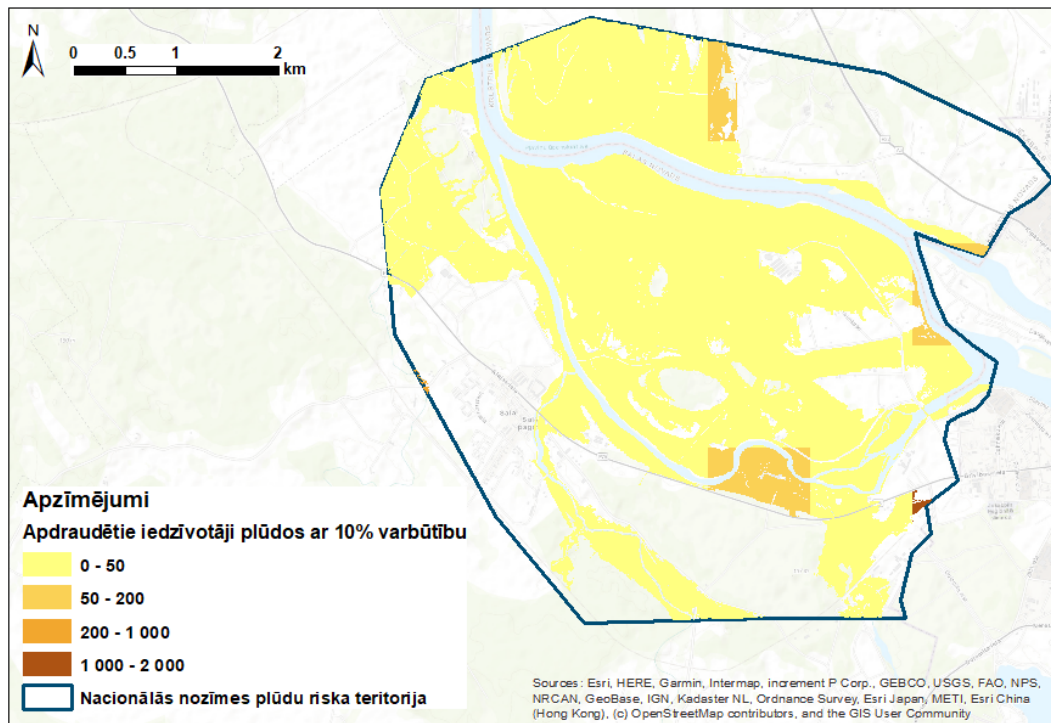 N
0 0.5 1 2
km
Apzīmējumi
Apdraudētie iedzīvotāji plūdos ar 10% varbūtību
0 - 50
50 - 200
200 - 1 000
1 000 - 2 000
Nacionālās nozīmes plūdu riska teritorija
Sources: Esri, HERE, Garmin, Intermap, increment P Corp., GEBCO, USGS, FAO, NPS,
NRCAN, GeoBase, IGN, Kadaster NL, Ordnance Survey, Esri Japan, METI, Esri China
(Hong Kong), (c) OpenStreetMap contributors, and the GIS User Community